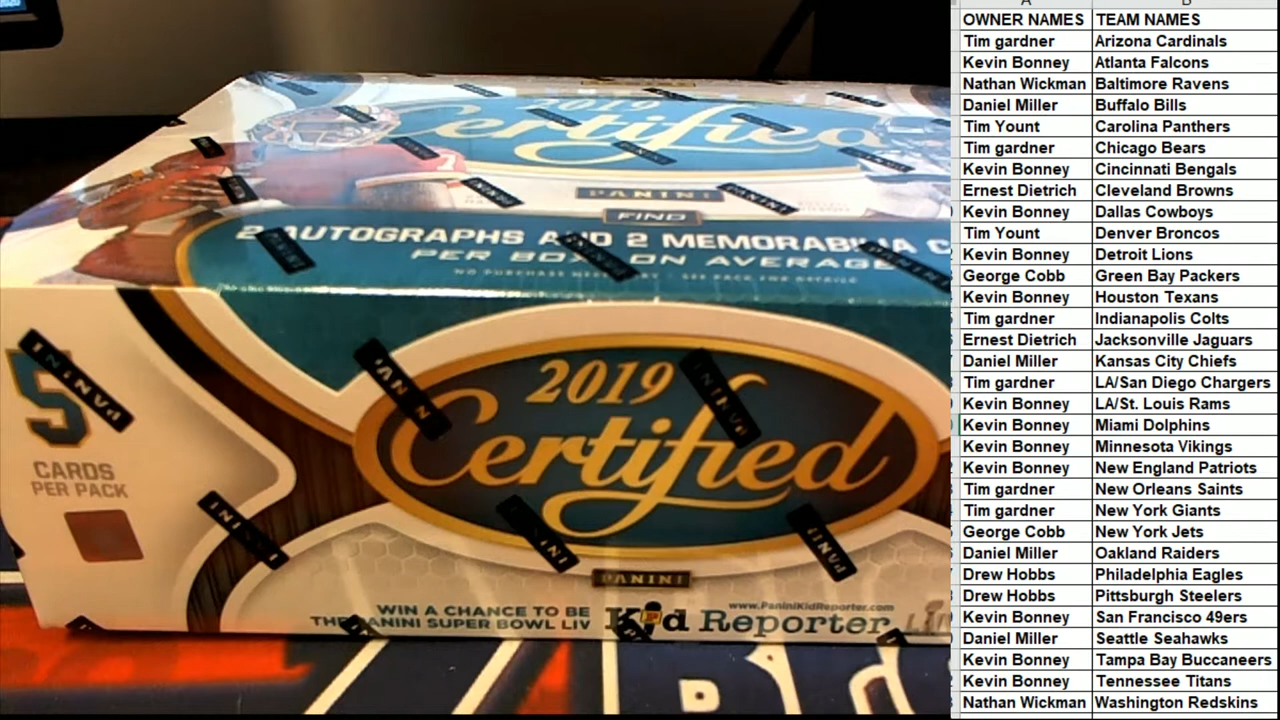 2019
Certified
PANINI
FIND
2 AUTOGRAPHS AND 2 MEMORABILIA C
PER BOX ON AVERAGE
2019
Certified
PANINI
5
CARDS
PER PACK
WIN A CHANCE TO BE
THE PANINI SUPER BOWL LIV
Kid Reporter
www.PaniniKidReporter.com
OWNER NAMES TEAM NAMES
Tim gardner Arizona Cardinals
Kevin Bonney Atlanta Falcons
Nathan Wickman Baltimore Ravens
Daniel Miller Buffalo Bills
Tim Yount Carolina Panthers
Tim gardner Chicago Bears
Kevin Bonney Cincinnati Bengals
Ernest Dietrich Cleveland Browns
Kevin Bonney Dallas Cowboys
Tim Yount Denver Broncos
Kevin Bonney Detroit Lions
George Cobb Green Bay Packers
Kevin Bonney Houston Texans
Tim gardner Indianapolis Colts
Ernest Dietrich Jacksonville Jaguars
Daniel Miller Kansas City Chiefs
Tim gardner LA/San Diego Chargers
Kevin Bonney LA/St. Louis Rams
Kevin Bonney Miami Dolphins
Kevin Bonney Minnesota Vikings
Kevin Bonney New England Patriots
Tim gardner New Orleans Saints
Tim gardner New York Giants
George Cobb New York Jets
Daniel Miller Oakland Raiders
Drew Hobbs Philadelphia Eagles
Drew Hobbs Pittsburgh Steelers
Kevin Bonney San Francisco 49ers
Daniel Miller Seattle Seahawks
Kevin Bonney Tampa Bay Buccaneers
Kevin Bonney Tennessee Titans
Nathan Wickman Washington Redskins